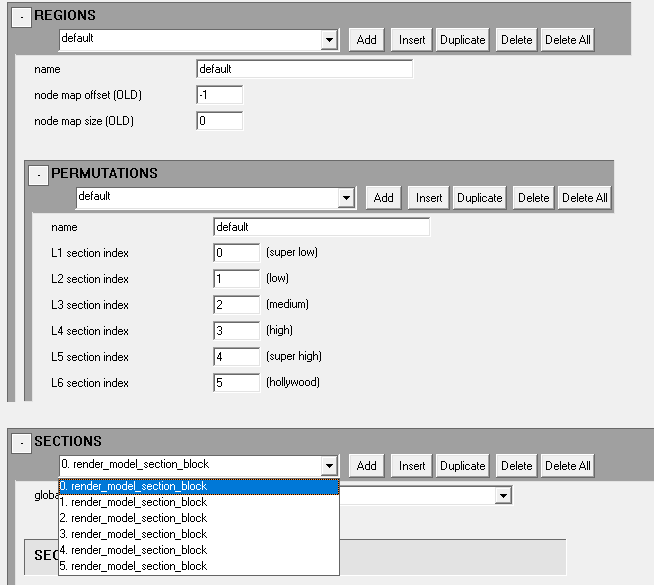 - REGIONS
default Add Insert Duplicate Delete Delete All
name default
node map offset (OLD) -1
node map size (OLD) 0
- PERMUTATIONS
default Add Insert Duplicate Delete Delete All
name default
L1 section index 0 (super low)
L2 section index 1 (low)
L3 section index 2 (medium)
L4 section index 3 (high)
L5 section index 4 (super high)
L6 section index 5 (hollywood)
- SECTIONS
0. render_model_section_block Add Insert Duplicate Delete Delete All
0. render_model_section_block
globa
1. render_model_section_block
2. render_model_section_block
3. render_model_section_block
4. render_model_section_block
SEC
5. render_model_section_block